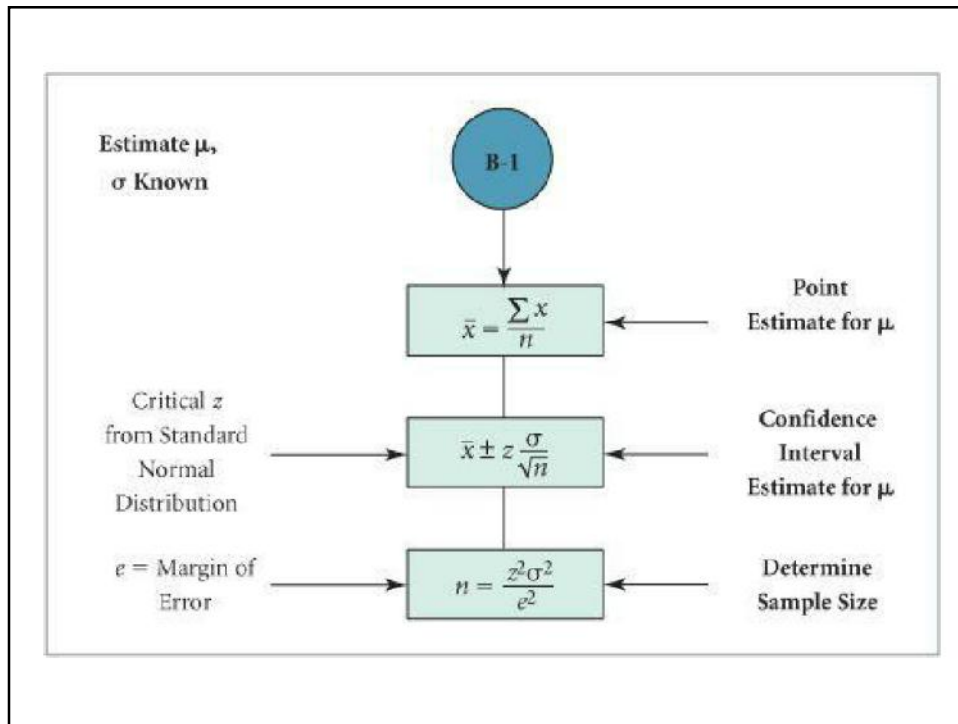 Estimate μ,
σ Known
B-1
x̄ = ∑ x / n
Point
Estimate for μ
Critical z
from Standard
Normal
Distribution
x̄ ± z σ / √n
Confidence
Interval
Estimate for μ
e = Margin of
Error
n = z²σ² / e²
Determine
Sample Size